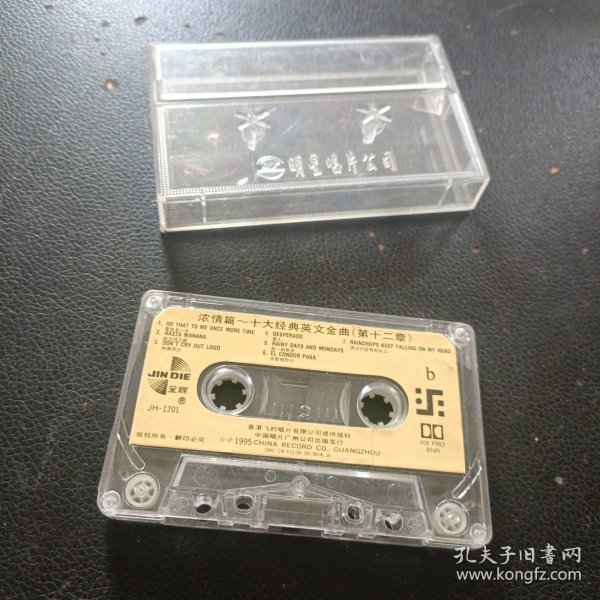 明星唱片公司
浓情篇~十大经典英文金曲(第十二章)
1. DO THAT TO ME ONCE MORE TIME
2. RASTA MANANA
3. DON'T CRY OUT LOUD
4. DESPERADO
5. RAINY DAYS AND MONDAYS
6. EL CONDOR PASA
7. RAINDROPS KEEP FALLING ON MY HEAD
JIN DIE
金碟
®
JH-1201
b
HX PRO
BNR
香港飞时唱片有限公司提供版权
中国唱片广州公司出版发行
版权所有·翻印必究
©℗1995 CHINA RECORD CO. GUANGZHOU
孔夫子旧书网
www.kongfz.com